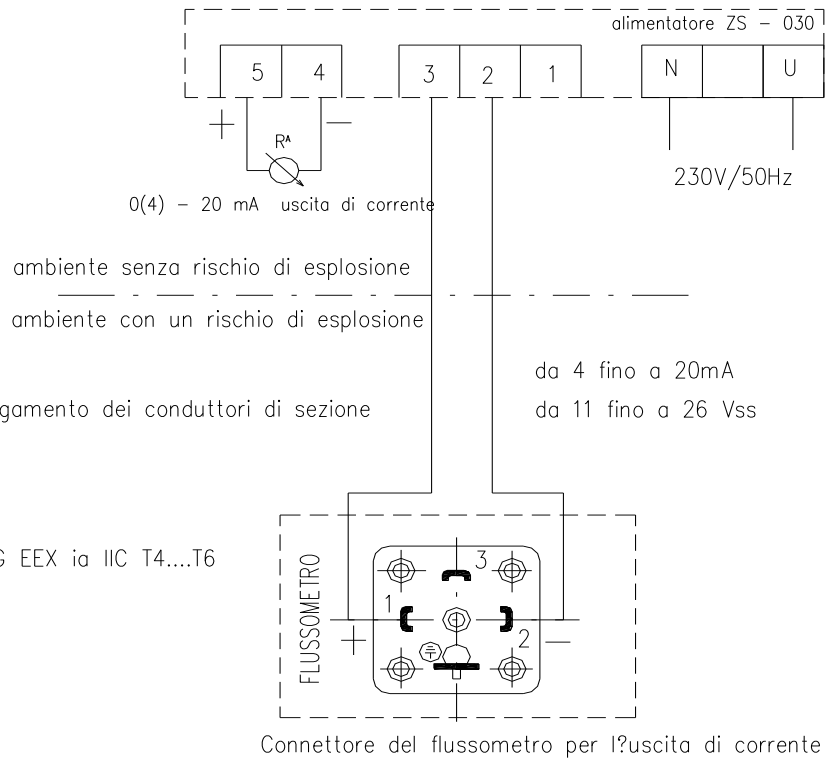 alimentatore ZS - 030
5 4 3 2 1 N U
+ −
RA
230V/50Hz
0(4) - 20 mA uscita di corrente
ambiente senza rischio di esplosione
ambiente con un rischio di esplosione
da 4 fino a 20mA
gamento dei conduttori di sezione
da 11 fino a 26 Vss
G EEX ia IIC T4....T6
FLUSSOMETRO
3
1
2
+ −
Connettore del flussometro per l?uscita di corrente